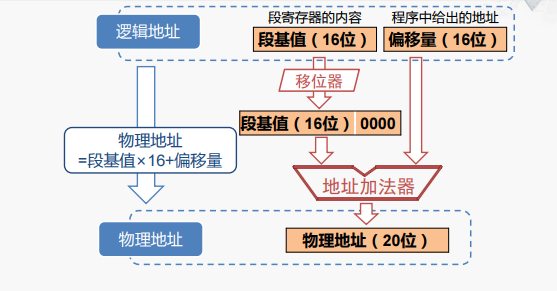 段寄存器的内容
程序中给出的地址
逻辑地址
段基值（16位）
偏移量（16位）
移位器
段基值（16位）
0000
物理地址
=段基值×16+偏移量
地址加法器
物理地址
物理地址（20位）